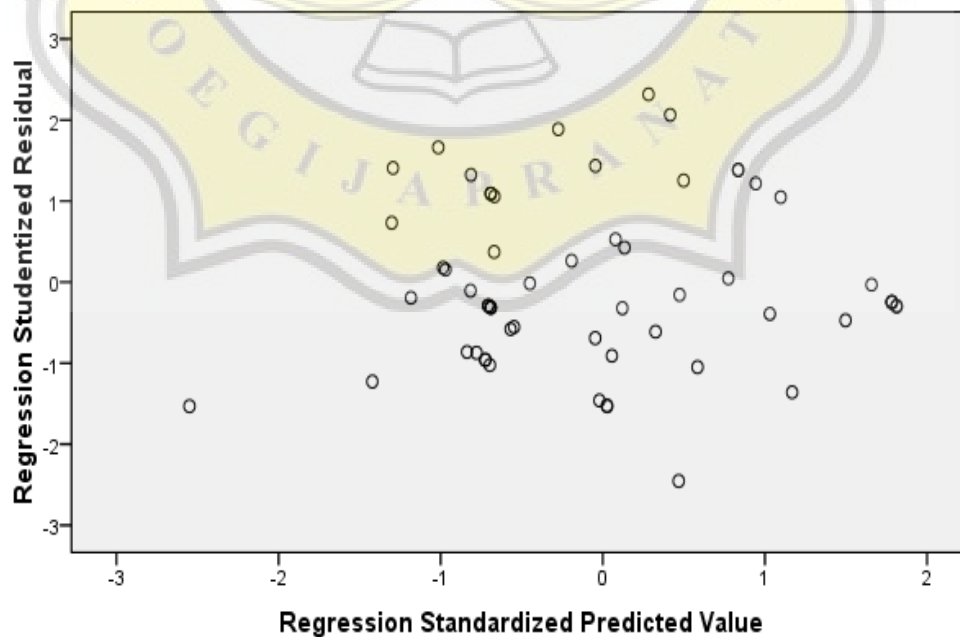 OEGIJAPRANAT
Regression Studentized Residual
3
2
1
0
-1
-2
-3
-3 -2 -1 0 1 2
Regression Standardized Predicted Value